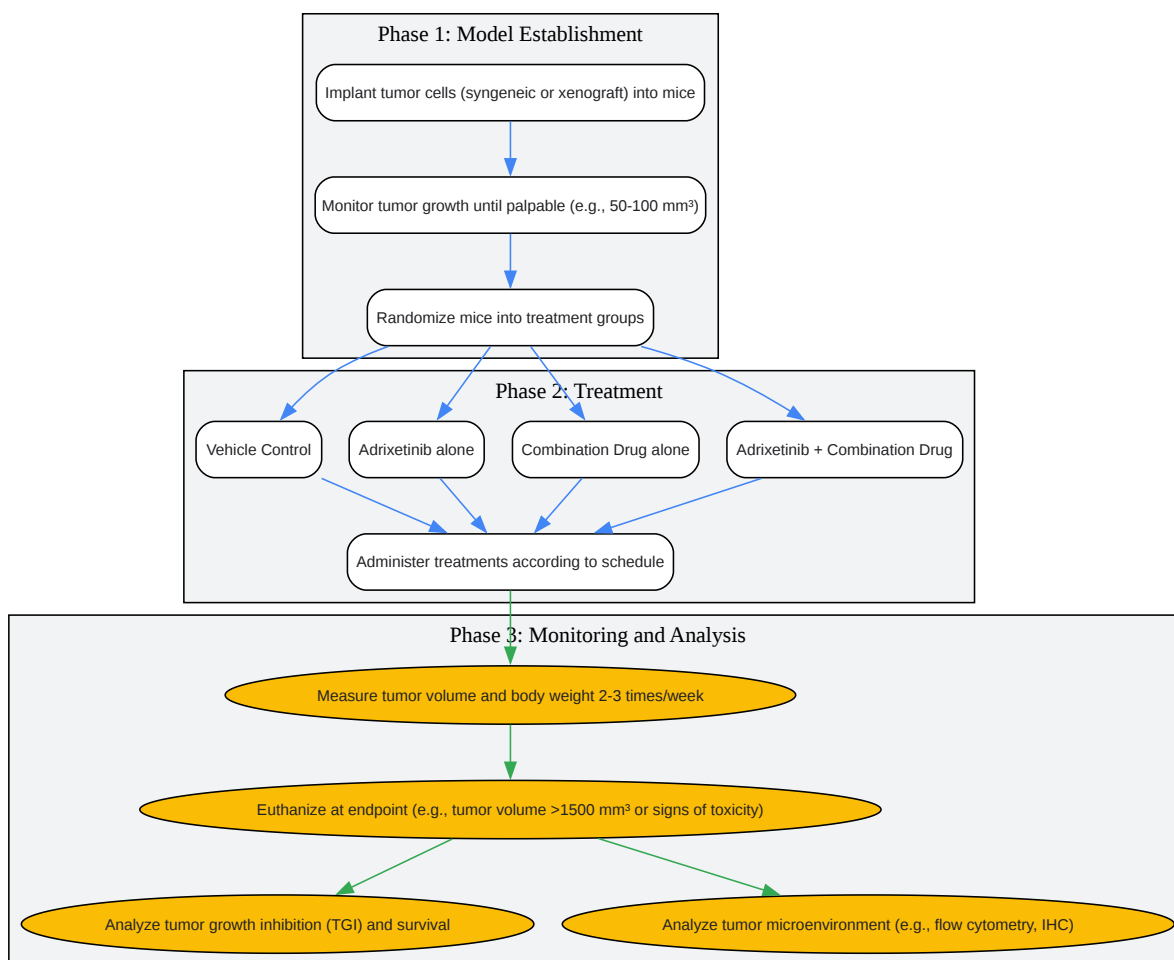 Phase 1: Model Establishment
Implant tumor cells (syngeneic or xenograft) into mice
Monitor tumor growth until palpable (e.g., 50-100 mm³)
Randomize mice into treatment groups
Phase 2: Treatment
Vehicle Control
Adrixetinib alone
Combination Drug alone
Adrixetinib + Combination Drug
Administer treatments according to schedule
Phase 3: Monitoring and Analysis
Measure tumor volume and body weight 2-3 times/week
Euthanize at endpoint (e.g., tumor volume >1500 mm³ or signs of toxicity)
Analyze tumor growth inhibition (TGI) and survival
Analyze tumor microenvironment (e.g., flow cytometry, IHC)